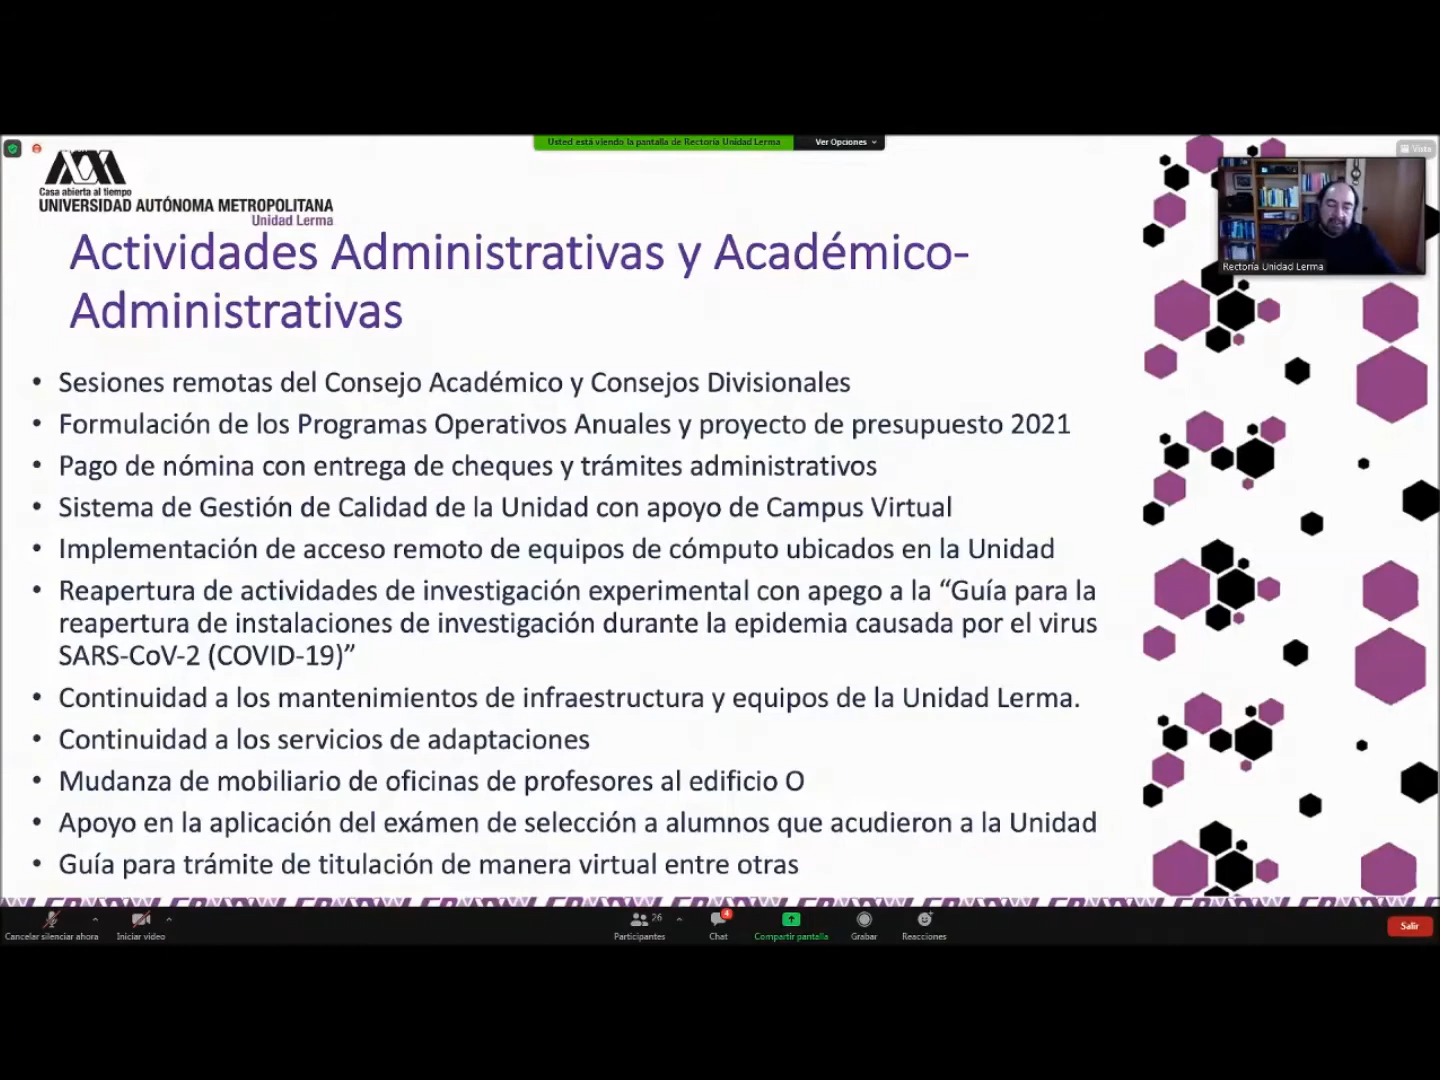 Usted está viendo la pantalla de Rectoría Unidad Lerma
Ver Opciones
Vista
Casa abierta al tiempo
UNIVERSIDAD AUTÓNOMA METROPOLITANA
Unidad Lerma
Rectoría Unidad Lerma
Actividades Administrativas y Académico-
Administrativas
• Sesiones remotas del Consejo Académico y Consejos Divisionales
• Formulación de los Programas Operativos Anuales y proyecto de presupuesto 2021
• Pago de nómina con entrega de cheques y trámites administrativos
• Sistema de Gestión de Calidad de la Unidad con apoyo de Campus Virtual
• Implementación de acceso remoto de equipos de cómputo ubicados en la Unidad
• Reapertura de actividades de investigación experimental con apego a la “Guía para la
reapertura de instalaciones de investigación durante la epidemia causada por el virus
SARS-CoV-2 (COVID-19)”
• Continuidad a los mantenimientos de infraestructura y equipos de la Unidad Lerma.
• Continuidad a los servicios de adaptaciones
• Mudanza de mobiliario de oficinas de profesores al edificio O
• Apoyo en la aplicación del exámen de selección a alumnos que acudieron a la Unidad
• Guía para trámite de titulación de manera virtual entre otras
Cancelar silenciar ahora
Iniciar video
26
Participantes
4
Chat
Compartir pantalla
Grabar
Reacciones
Salir